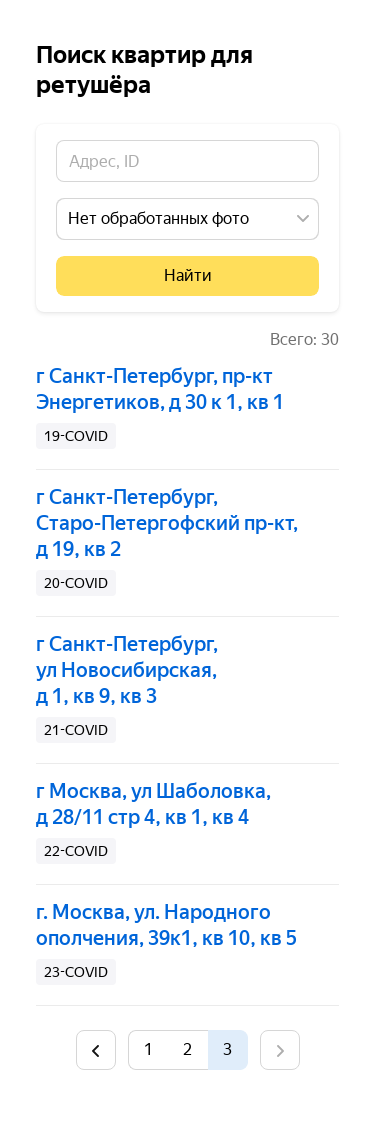 Поиск квартир для
ретушёра
Адрес, ID
Нет обработанных фото
Найти
Всего: 30
г Санкт-Петербург, пр-кт
Энергетиков, д 30 к 1, кв 1
19-COVID
г Санкт-Петербург,
Старо-Петергофский пр-кт,
д 19, кв 2
20-COVID
г Санкт-Петербург,
ул Новосибирская,
д 1, кв 9, кв 3
21-COVID
г Москва, ул Шаболовка,
д 28/11 стр 4, кв 1, кв 4
22-COVID
г. Москва, ул. Народного
ополчения, 39к1, кв 10, кв 5
23-COVID
1 2 3